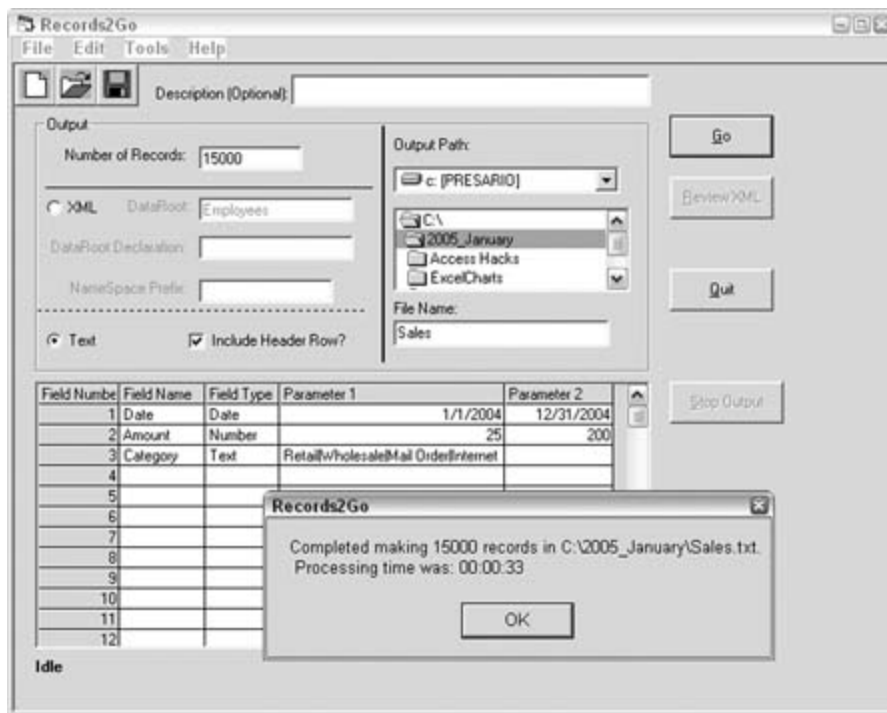 Records2Go
File Edit Tools Help
Description (Optional):
Output
Number of Records: 15000
XML DataRoot: Employees
DataRoot Declaration:
NameSpace Prefix:
Text Include Header Row?
Output Path:
c: [PRESARIO]
C:\
2005_January
Access Hacks
ExcelCharts
File Name:
Sales
Go
Review XML
Quit
Stop Output
Field Numbe Field Name Field Type Parameter 1 Parameter 2
1 Date Date 1/1/2004 12/31/2004
2 Amount Number 25 200
3 Category Text Retail|Wholesale|Mail Order|Internet
4
5
6
7
8
9
10
11
12
Records2Go
Completed making 15000 records in C:\2005_January\Sales.txt.
Processing time was: 00:00:33
OK
Idle